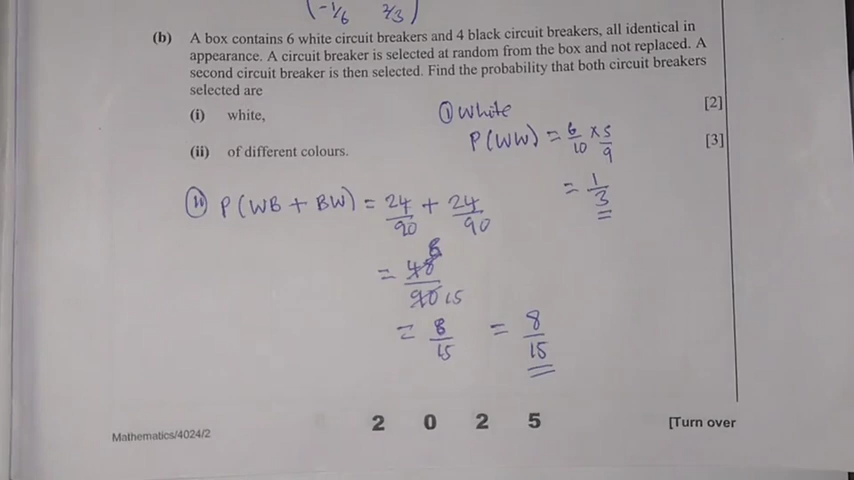 (-1/6 2/3)
(b) A box contains 6 white circuit breakers and 4 black circuit breakers, all identical in
appearance. A circuit breaker is selected at random from the box and not replaced. A
second circuit breaker is then selected. Find the probability that both circuit breakers
selected are
(i) white, [2]
(ii) of different colours. [3]
(i) White
P(WW) = 6/10 × 5/9
= 1/3
(ii) P(WB + BW) = 24/90 + 24/90
= 48/90 8 15
= 8/15 = 8/15
2 0 2 5
Mathematics/4024/2 [Turn over